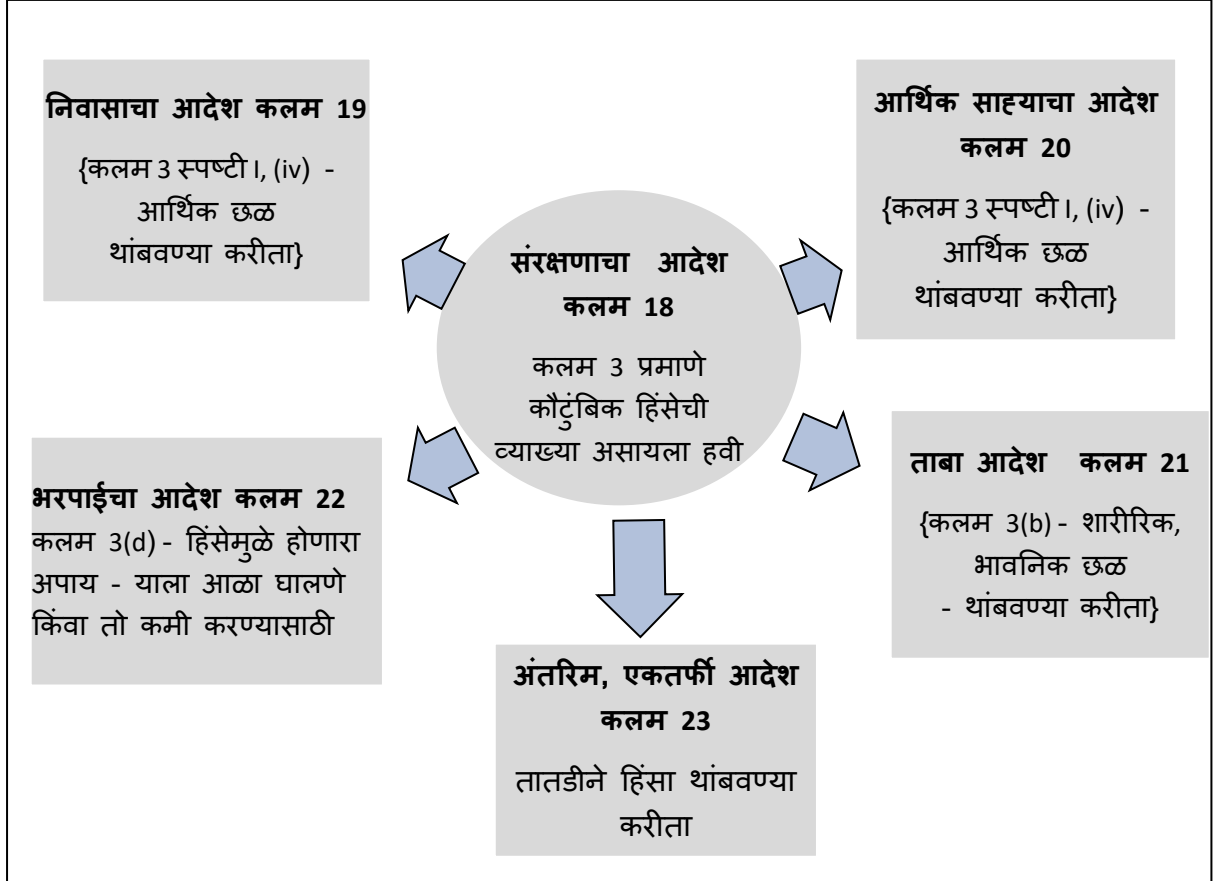 निवासाचा आदेश कलम 19
{कलम 3 स्पष्टी I, (iv) -
आर्थिक छळ
थांबवण्या करीता}
आर्थिक साह्याचा आदेश
कलम 20
{कलम 3 स्पष्टी I, (iv) -
आर्थिक छळ
थांबवण्या करीता}
संरक्षणाचा आदेश
कलम 18
कलम 3 प्रमाणे
कौटुंबिक हिंसेची
व्याख्या असायला हवी
भरपाईचा आदेश कलम 22
कलम 3(d) - हिंसेमुळे होणारा
अपाय - याला आळा घालणे
किंवा तो कमी करण्यासाठी
ताबा आदेश कलम 21
{कलम 3(b) - शारीरिक,
भावनिक छळ
- थांबवण्या करीता}
अंतरिम, एकतर्फी आदेश
कलम 23
तातडीने हिंसा थांबवण्या
करीता